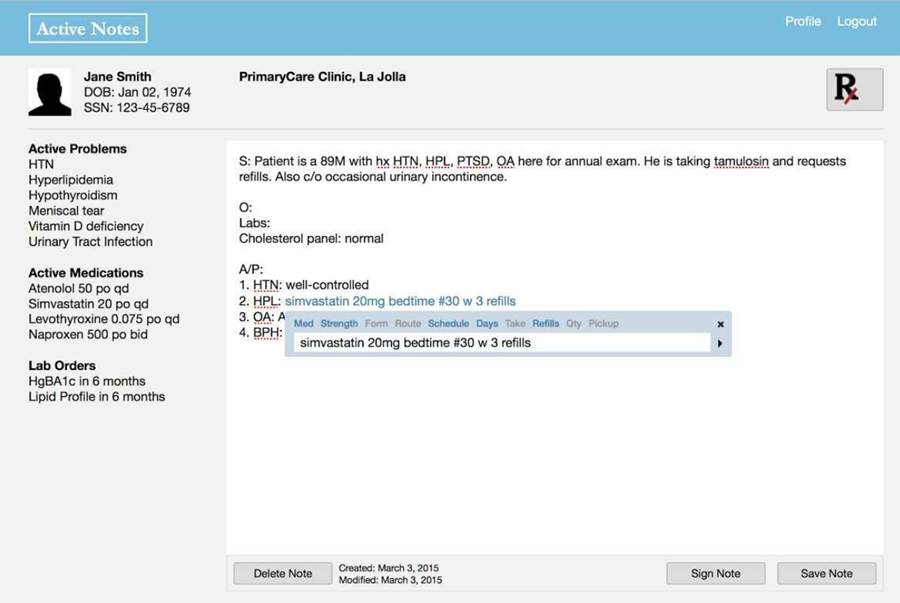 Active Notes
Profile Logout
Jane Smith
DOB: Jan 02, 1974
SSN: 123-45-6789
PrimaryCare Clinic, La Jolla
Rx
Active Problems
HTN
Hyperlipidemia
Hypothyroidism
Meniscal tear
Vitamin D deficiency
Urinary Tract Infection
Active Medications
Atenolol 50 po qd
Simvastatin 20 po qd
Levothyroxine 0.075 po qd
Naproxen 500 po bid
Lab Orders
HgBA1c in 6 months
Lipid Profile in 6 months
S: Patient is a 89M with hx HTN, HPL, PTSD, OA here for annual exam. He is taking tamulosin and requests
refills. Also c/o occasional urinary incontinence.
O:
Labs:
Cholesterol panel: normal
A/P:
1. HTN: well-controlled
2. HPL: simvastatin 20mg bedtime #30 w 3 refills
3. OA: A
4. BPH:
Med Strength Form Route Schedule Days Take Refills Qty Pickup
simvastatin 20mg bedtime #30 w 3 refills
Delete Note
Created: March 3, 2015
Modified: March 3, 2015
Sign Note
Save Note